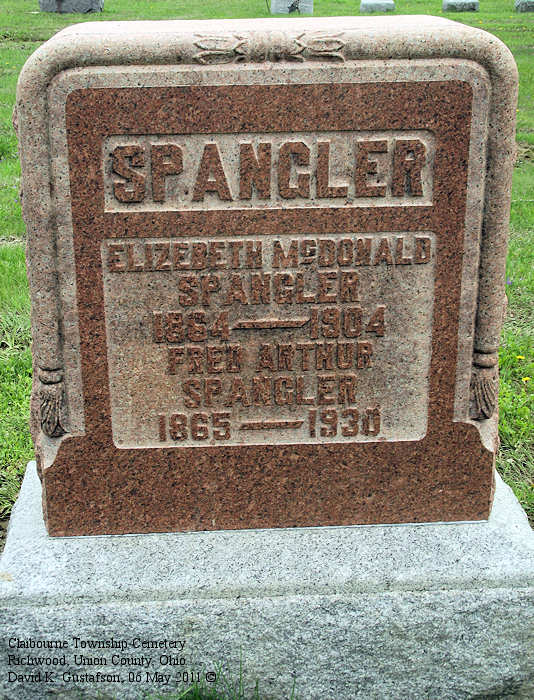 SPANGLER
ELIZEBETH McDONALD
SPANGLER
1864 — 1904
FRED ARTHUR
SPANGLER
1865 — 1930
Claibourne Township Cemetery
Richwood, Union County, Ohio
David K. Gustafson, 06 May 2011 ©